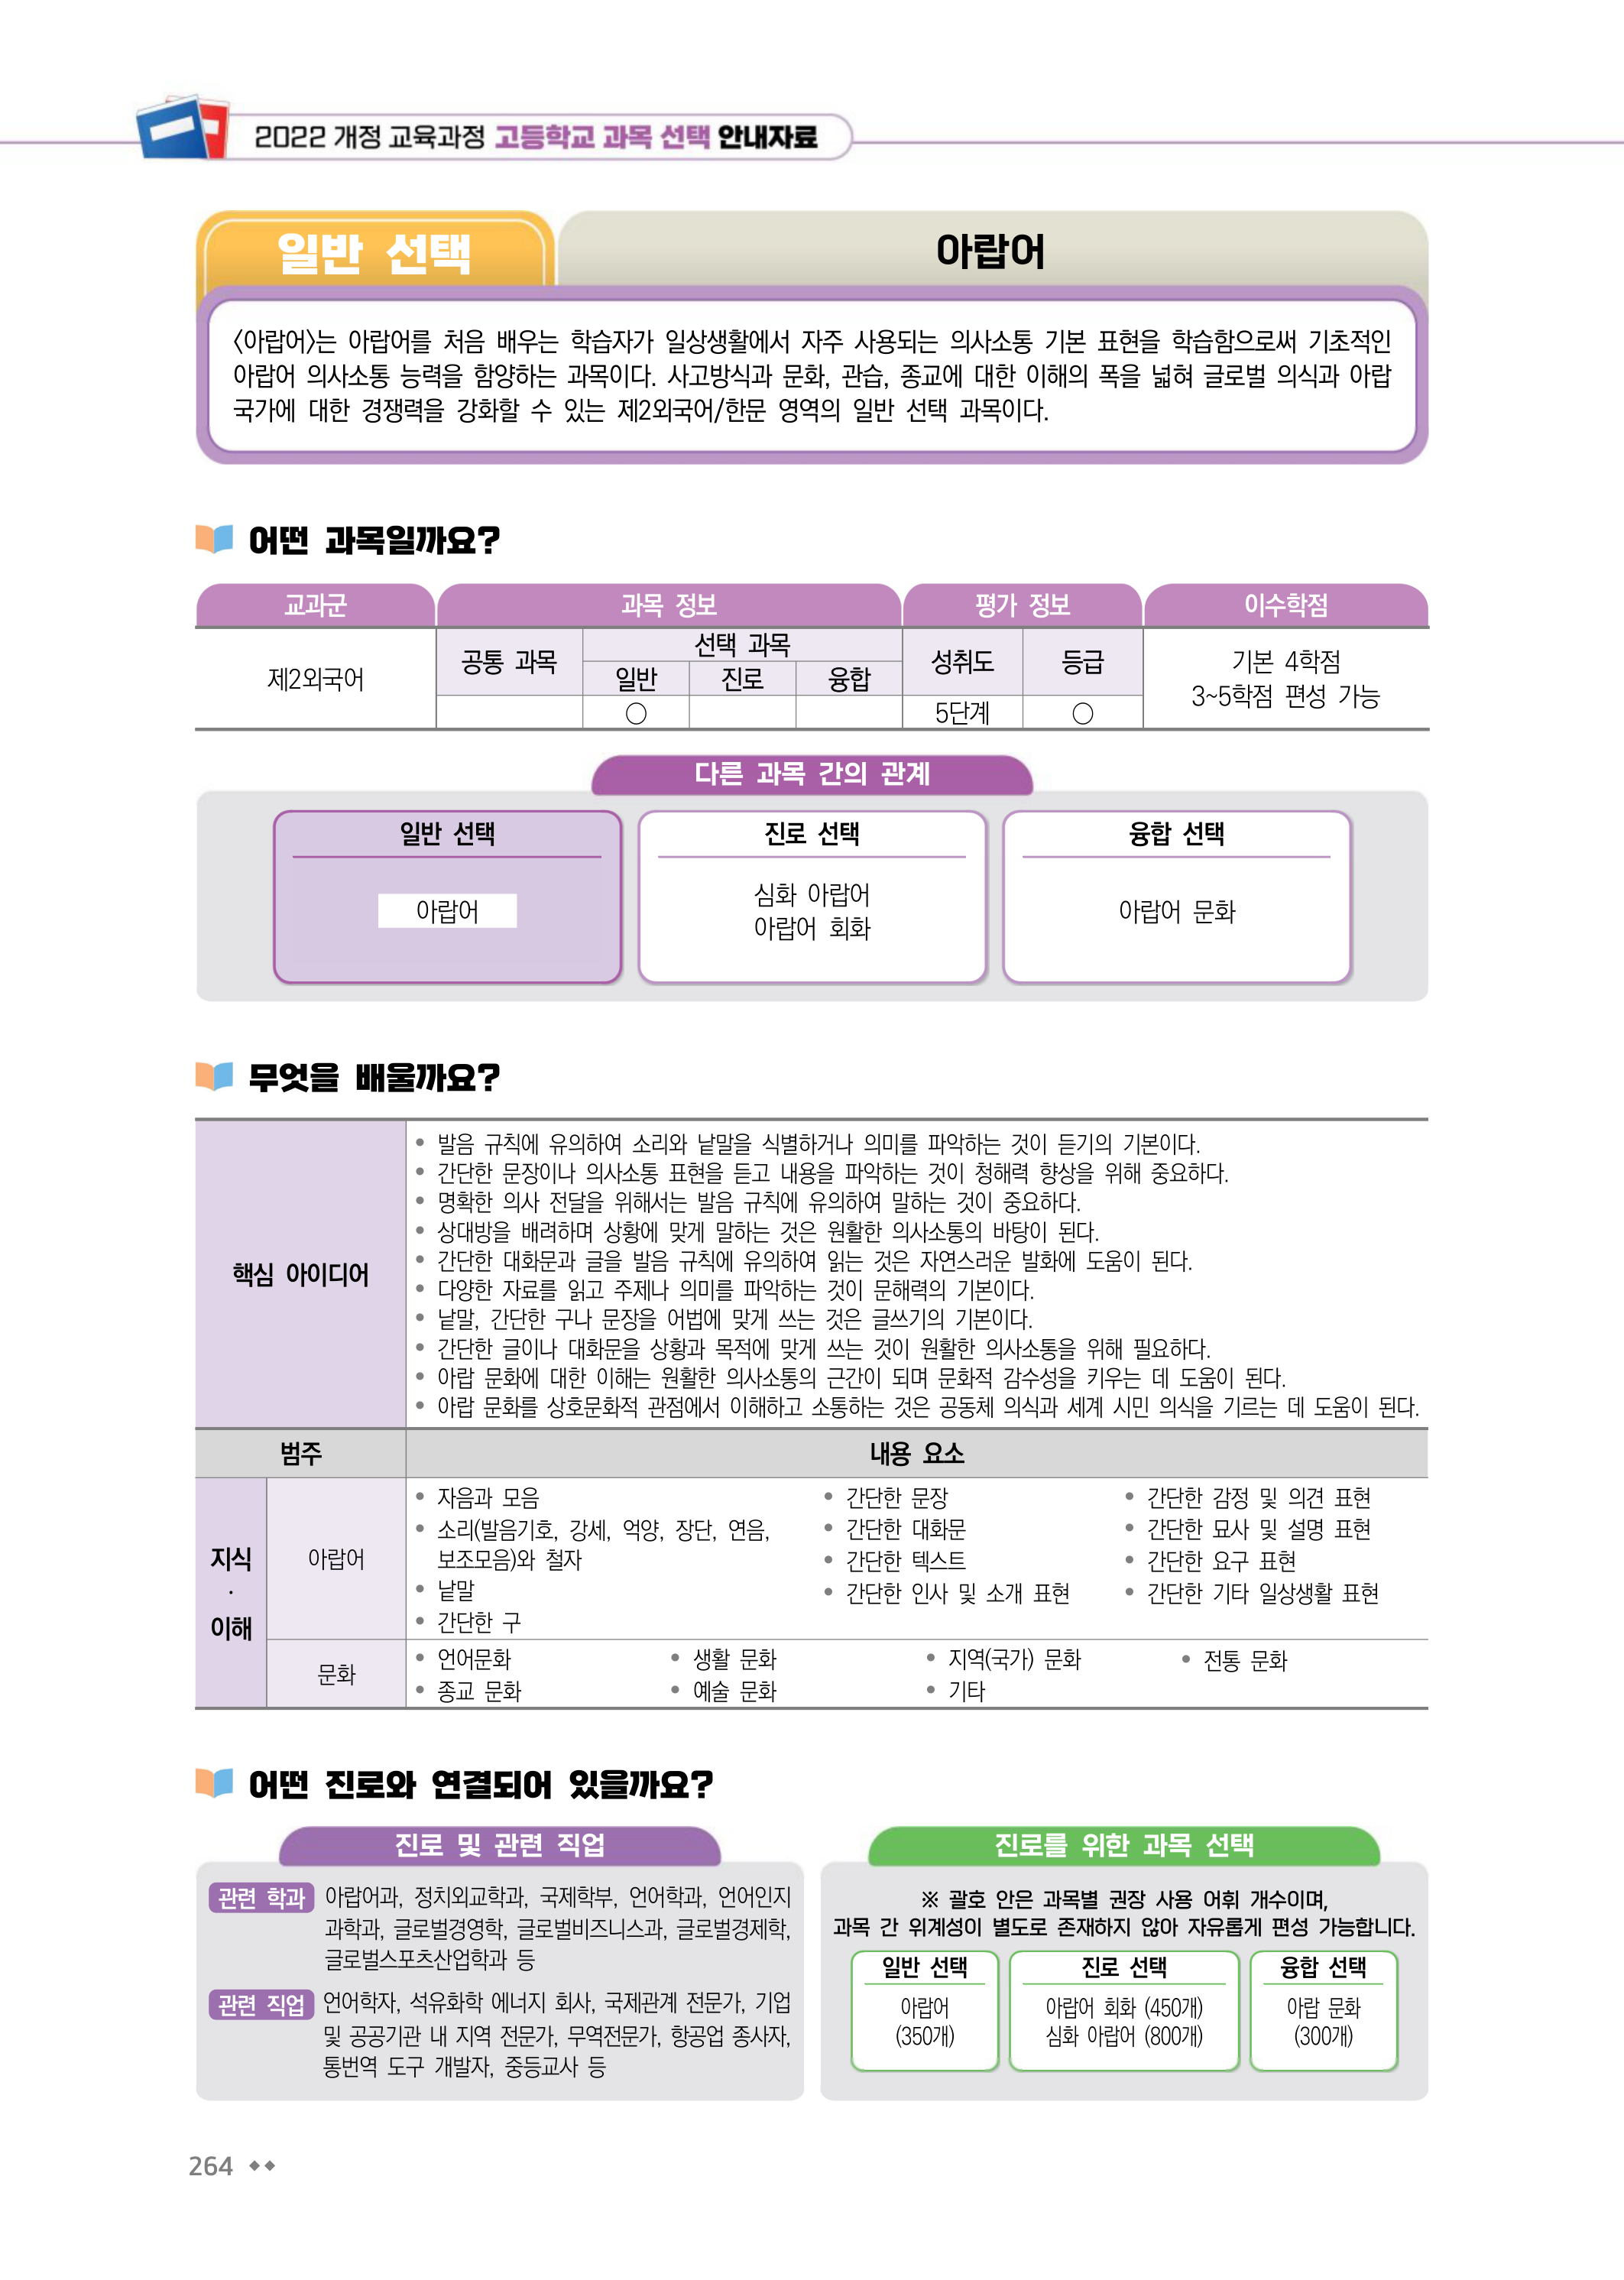 2022 개정 교육과정 고등학교 과목 선택 안내자료
일반 선택
아랍어
〈아랍어〉는 아랍어를 처음 배우는 학습자가 일상생활에서 자주 사용되는 의사소통 기본 표현을 학습함으로써 기초적인
아랍어 의사소통 능력을 함양하는 과목이다. 사고방식과 문화, 관습, 종교에 대한 이해의 폭을 넓혀 글로벌 의식과 아랍
국가에 대한 경쟁력을 강화할 수 있는 제2외국어/한문 영역의 일반 선택 과목이다.
어떤 과목일까요?
교과군 과목 정보 평가 정보 이수학점
제2외국어
공통 과목
선택 과목
일반 진로 융합
성취도 등급
○
5단계 ○
기본 4학점
3~5학점 편성 가능
다른 과목 간의 관계
일반 선택
아랍어
진로 선택
심화 아랍어
아랍어 회화
융합 선택
아랍어 문화
무엇을 배울까요?
핵심 아이디어
• 발음 규칙에 유의하여 소리와 낱말을 식별하거나 의미를 파악하는 것이 듣기의 기본이다.
• 간단한 문장이나 의사소통 표현을 듣고 내용을 파악하는 것이 청해력 향상을 위해 중요하다.
• 명확한 의사 전달을 위해서는 발음 규칙에 유의하여 말하는 것이 중요하다.
• 상대방을 배려하며 상황에 맞게 말하는 것은 원활한 의사소통의 바탕이 된다.
• 간단한 대화문과 글을 발음 규칙에 유의하여 읽는 것은 자연스러운 발화에 도움이 된다.
• 다양한 자료를 읽고 주제나 의미를 파악하는 것이 문해력의 기본이다.
• 낱말, 간단한 구나 문장을 어법에 맞게 쓰는 것은 글쓰기의 기본이다.
• 간단한 글이나 대화문을 상황과 목적에 맞게 쓰는 것이 원활한 의사소통을 위해 필요하다.
• 아랍 문화에 대한 이해는 원활한 의사소통의 근간이 되며 문화적 감수성을 키우는 데 도움이 된다.
• 아랍 문화를 상호문화적 관점에서 이해하고 소통하는 것은 공동체 의식과 세계 시민 의식을 기르는 데 도움이 된다.
범주 내용 요소
지식
·
이해
아랍어
• 자음과 모음
• 소리(발음기호, 강세, 억양, 장단, 연음,
보조모음)와 철자
• 낱말
• 간단한 구
• 간단한 문장
• 간단한 대화문
• 간단한 텍스트
• 간단한 인사 및 소개 표현
• 간단한 감정 및 의견 표현
• 간단한 묘사 및 설명 표현
• 간단한 요구 표현
• 간단한 기타 일상생활 표현
문화
• 언어문화
• 종교 문화
• 생활 문화
• 예술 문화
• 지역(국가) 문화
• 기타
• 전통 문화
어떤 진로와 연결되어 있을까요?
진로 및 관련 직업
관련 학과 아랍어과, 정치외교학과, 국제학부, 언어학과, 언어인지
과학과, 글로벌경영학, 글로벌비즈니스과, 글로벌경제학,
글로벌스포츠산업학과 등
관련 직업 언어학자, 석유화학 에너지 회사, 국제관계 전문가, 기업
및 공공기관 내 지역 전문가, 무역전문가, 항공업 종사자,
통번역 도구 개발자, 중등교사 등
진로를 위한 과목 선택
※ 괄호 안은 과목별 권장 사용 어휘 개수이며,
과목 간 위계성이 별도로 존재하지 않아 자유롭게 편성 가능합니다.
일반 선택
아랍어
(350개)
진로 선택
아랍어 회화 (450개)
심화 아랍어 (800개)
융합 선택
아랍 문화
(300개)
264 ◆◆